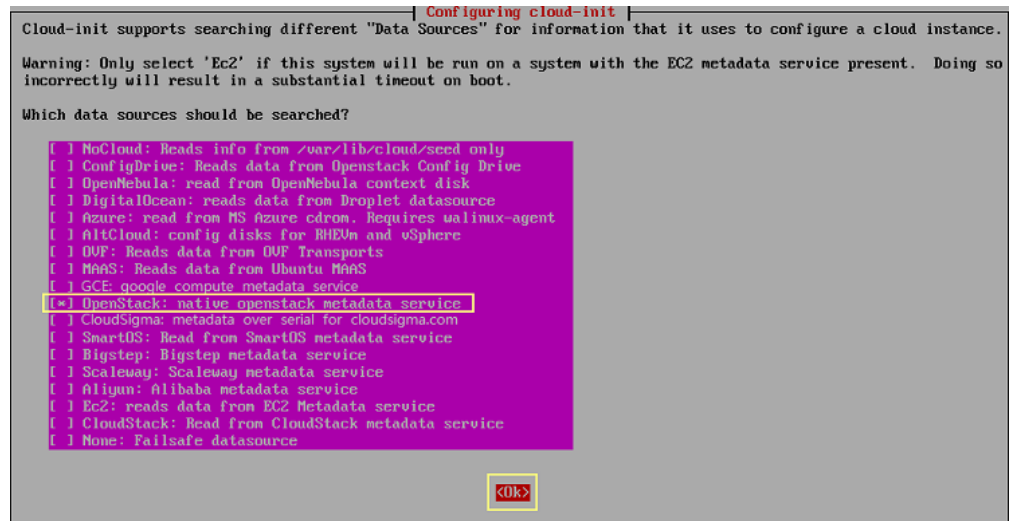 Configuring cloud-init
Cloud-init supports searching different "Data Sources" for information that it uses to configure a cloud instance.
Warning: Only select 'Ec2' if this system will be run on a system with the EC2 metadata service present.  Doing so
incorrectly will result in a substantial timeout on boot.
Which data sources should be searched?
[ ] NoCloud: Reads info from /var/lib/cloud/seed only
[ ] ConfigDrive: Reads data from Openstack Config Drive
[ ] OpenNebula: read from OpenNebula context disk
[ ] DigitalOcean: reads data from Droplet datasource
[ ] Azure: read from MS Azure cdrom. Requires walinux-agent
[ ] AltCloud: config disks for RHEVm and vSphere
[ ] OVF: Reads data from OVF Transports
[ ] MAAS: Reads data from Ubuntu MAAS
[ ] GCE: google compute metadata service
[*] OpenStack: native openstack metadata service
[ ] CloudSigma: metadata over serial for cloudsigma.com
[ ] SmartOS: Read from SmartOS metadata service
[ ] Bigstep: Bigstep metadata service
[ ] Scaleway: Scaleway metadata service
[ ] Aliyun: Alibaba metadata service
[ ] Ec2: reads data from EC2 Metadata service
[ ] CloudStack: Read from CloudStack metadata service
[ ] None: Failsafe datasource
<Ok>